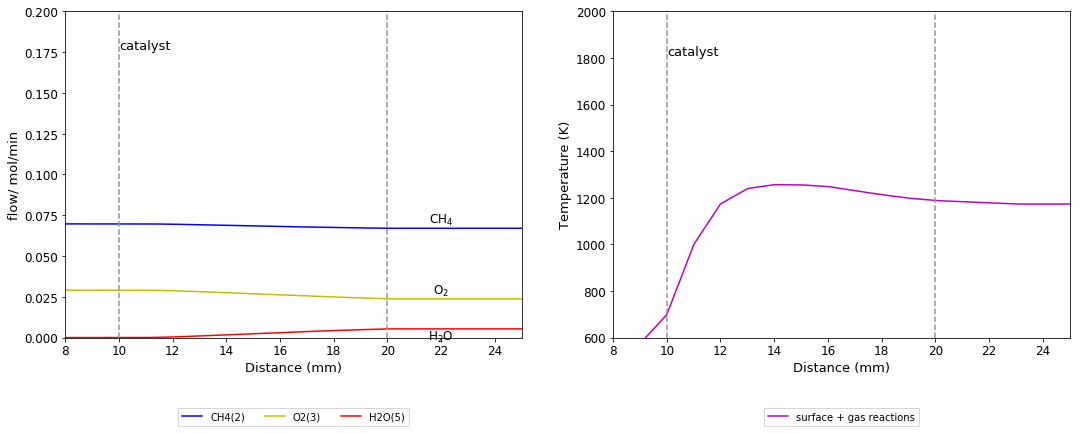 flow/ mol/min
0.200
0.175
0.150
0.125
0.100
0.075
0.050
0.025
0.000
catalyst
CH₄
O₂
H₂O
8 10 12 14 16 18 20 22 24
Distance (mm)
CH4(2) O2(3) H2O(5)
Temperature (K)
2000
1800
1600
1400
1200
1000
800
600
catalyst
8 10 12 14 16 18 20 22 24
Distance (mm)
surface + gas reactions